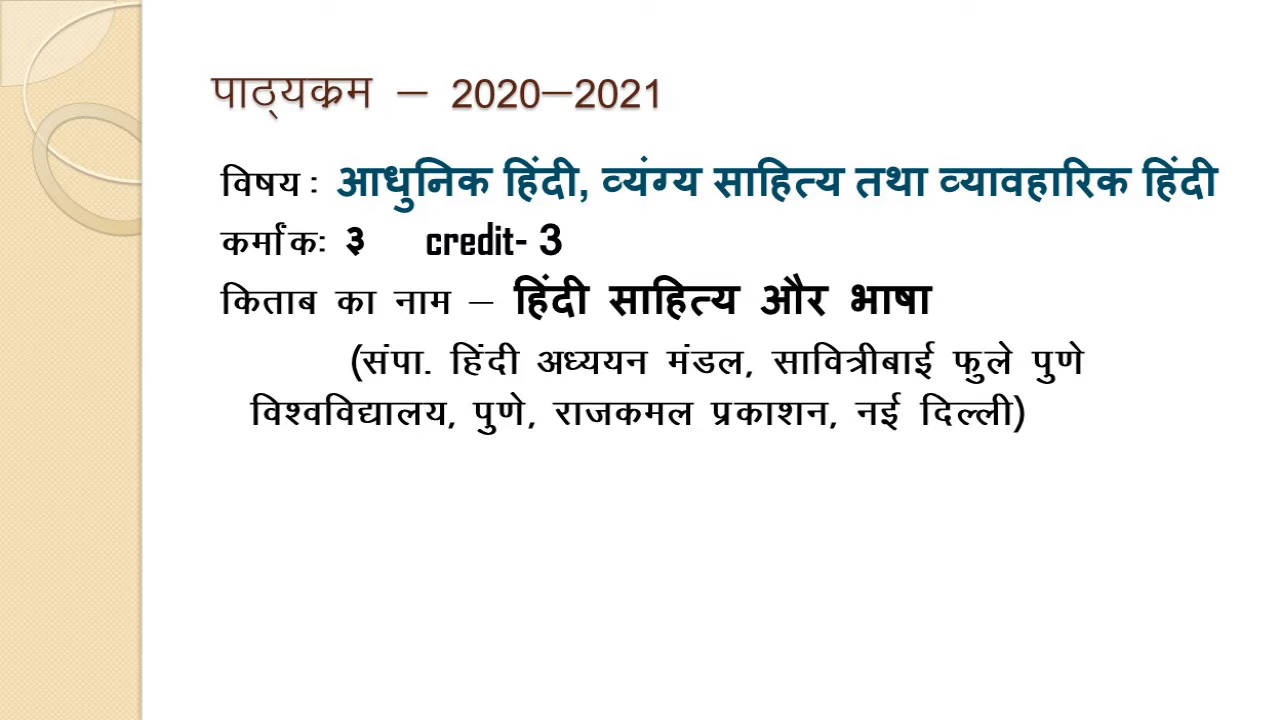 पाठ्यक्रम – 2020–2021
विषय : आधुनिक हिंदी, व्यंग्य साहित्य तथा व्यावहारिक हिंदी
कर्मांक: ३ credit- 3
किताब का नाम – हिंदी साहित्य और भाषा
(संपा. हिंदी अध्ययन मंडल, सावित्रीबाई फुले पुणे
विश्वविद्यालय, पुणे, राजकमल प्रकाशन, नई दिल्ली)